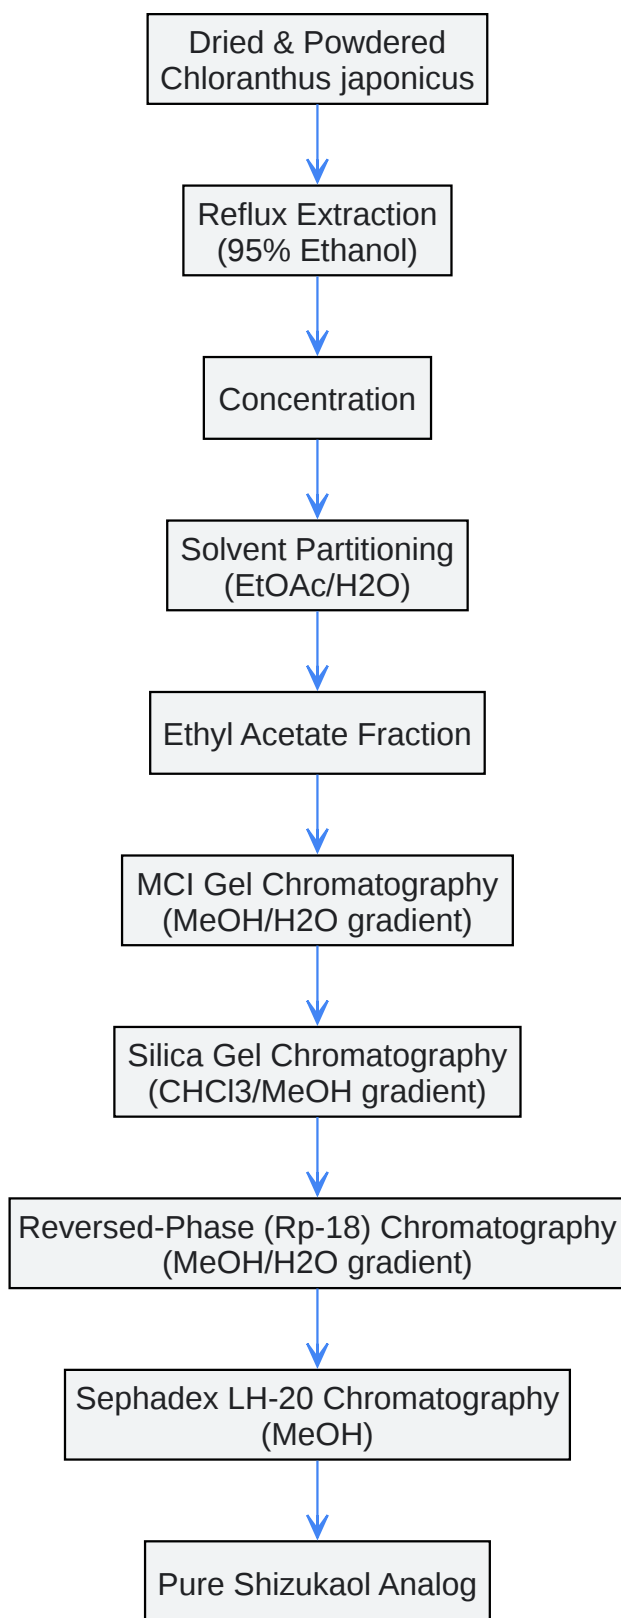 Dried & Powdered
Chloranthus japonicus
Reflux Extraction
(95% Ethanol)
Concentration
Solvent Partitioning
(EtOAc/H2O)
Ethyl Acetate Fraction
MCI Gel Chromatography
(MeOH/H2O gradient)
Silica Gel Chromatography
(CHCl3/MeOH gradient)
Reversed-Phase (Rp-18) Chromatography
(MeOH/H2O gradient)
Sephadex LH-20 Chromatography
(MeOH)
Pure Shizukaol Analog